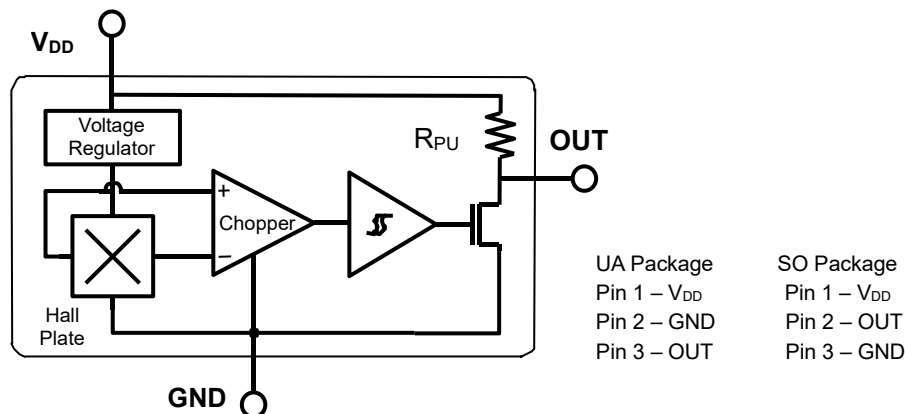 VDD
Voltage
Regulator
RPU
OUT
+
Chopper
–
Hall
Plate
GND
UA Package
Pin 1 – VDD
Pin 2 – GND
Pin 3 – OUT
SO Package
Pin 1 – VDD
Pin 2 – OUT
Pin 3 – GND